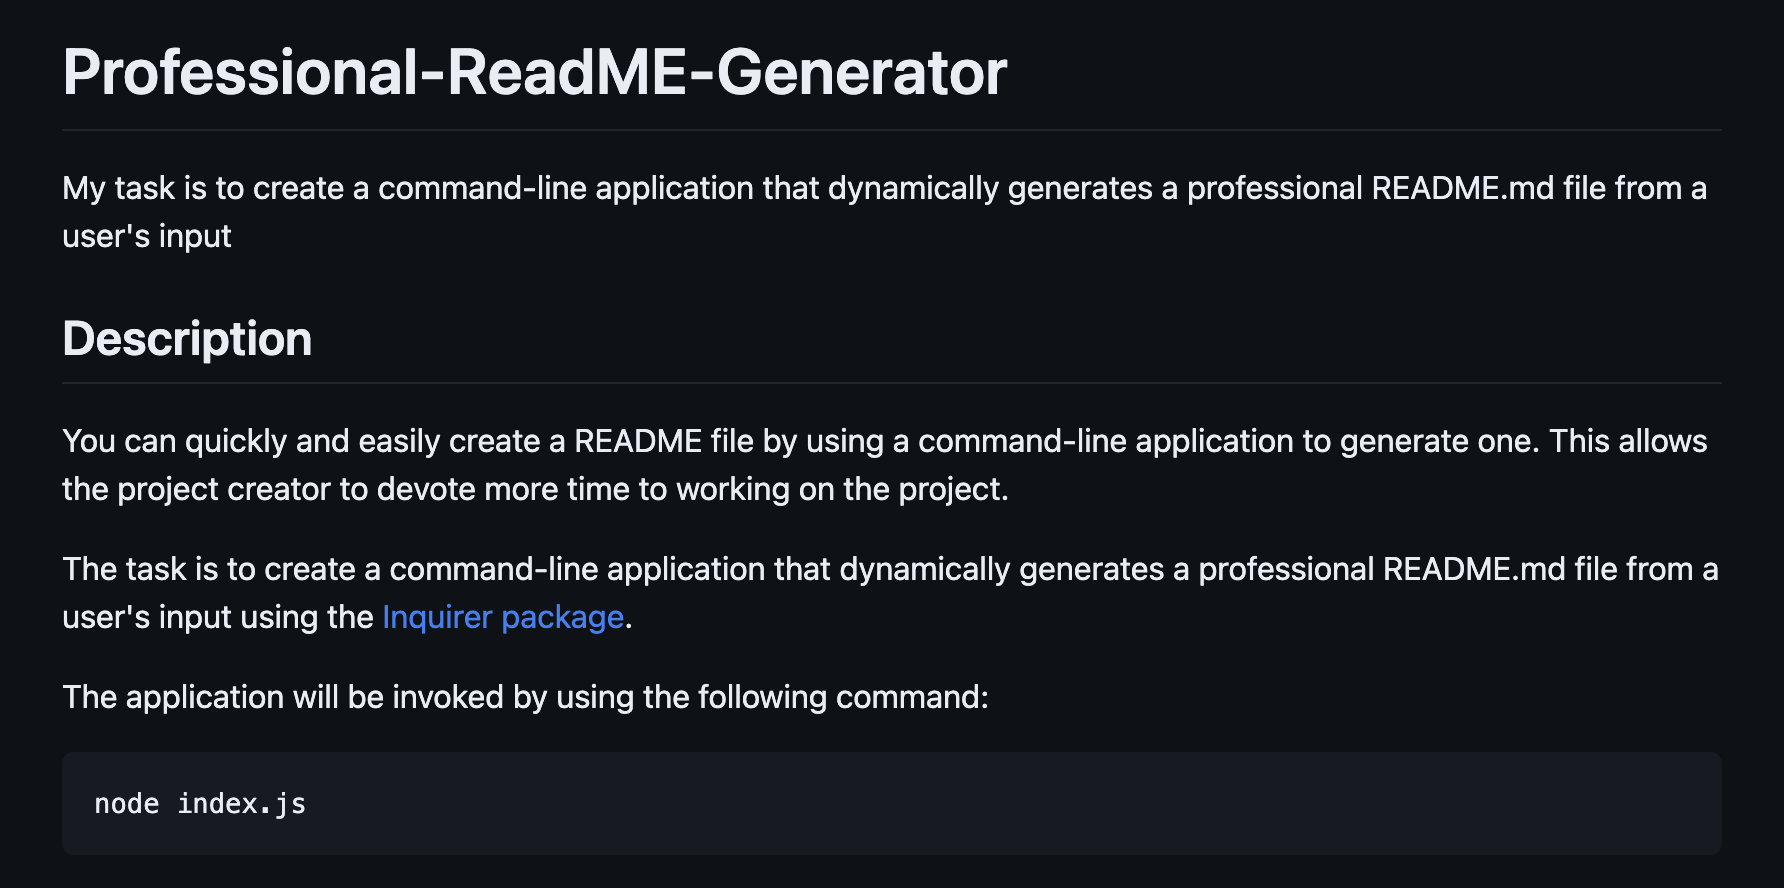 Professional-ReadME-Generator
My task is to create a command-line application that dynamically generates a professional README.md file from a
user's input
Description
You can quickly and easily create a README file by using a command-line application to generate one. This allows
the project creator to devote more time to working on the project.
The task is to create a command-line application that dynamically generates a professional README.md file from a
user's input using the Inquirer package.
The application will be invoked by using the following command:
node index.js